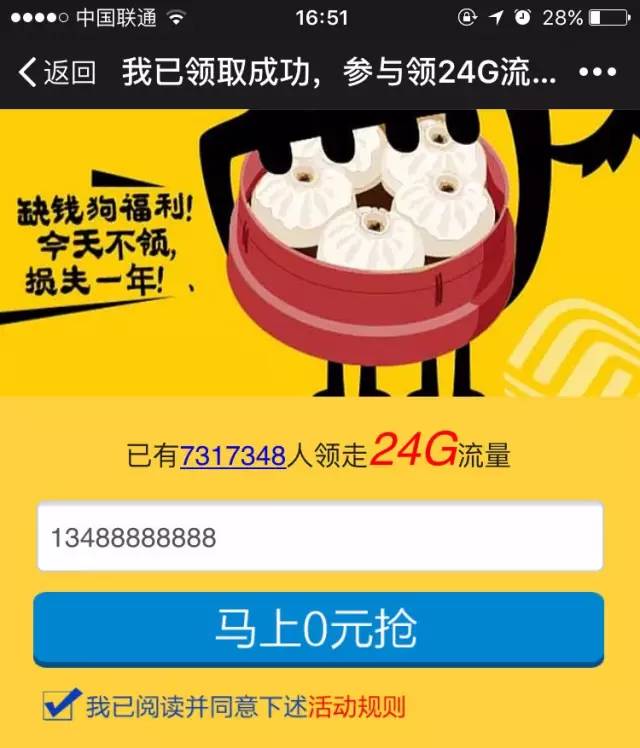 中国联通 16:51 28%
返回 我已领取成功，参与领24G流...
缺钱狗福利!
今天不领,
损失一年!、
已有7317348人领走24G流量
13488888888
马上0元抢
我已阅读并同意下述活动规则